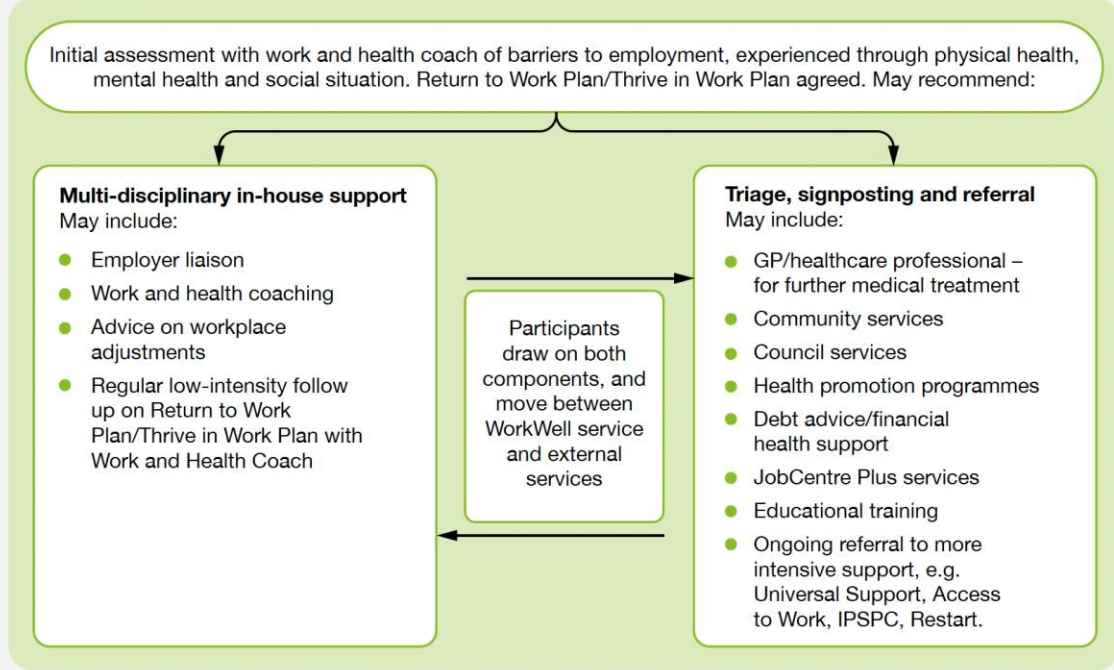 Initial assessment with work and health coach of barriers to employment, experienced through physical health,
mental health and social situation. Return to Work Plan/Thrive in Work Plan agreed. May recommend:
Multi-disciplinary in-house support
May include:
Employer liaison
Work and health coaching
Advice on workplace
adjustments
Regular low-intensity follow
up on Return to Work
Plan/Thrive in Work Plan with
Work and Health Coach
Participants
draw on both
components, and
move between
WorkWell service
and external
services
Triage, signposting and referral
May include:
GP/healthcare professional –
for further medical treatment
Community services
Council services
Health promotion programmes
Debt advice/financial
health support
JobCentre Plus services
Educational training
Ongoing referral to more
intensive support, e.g.
Universal Support, Access
to Work, IPSPC, Restart.